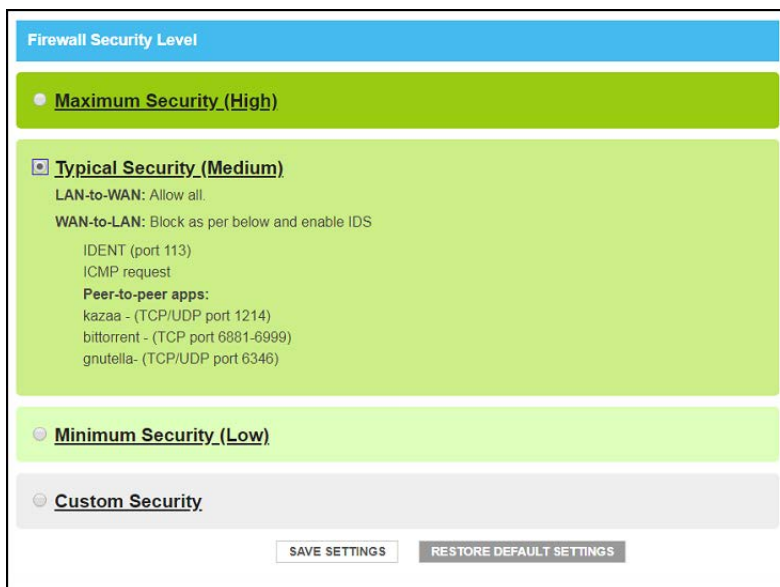 Firewall Security Level
Maximum Security (High)
Typical Security (Medium)
LAN-to-WAN: Allow all.
WAN-to-LAN: Block as per below and enable IDS
IDENT (port 113)
ICMP request
Peer-to-peer apps:
kazaa - (TCP/UDP port 1214)
bittorrent - (TCP port 6881-6999)
gnutella- (TCP/UDP port 6346)
Minimum Security (Low)
Custom Security
SAVE SETTINGS RESTORE DEFAULT SETTINGS